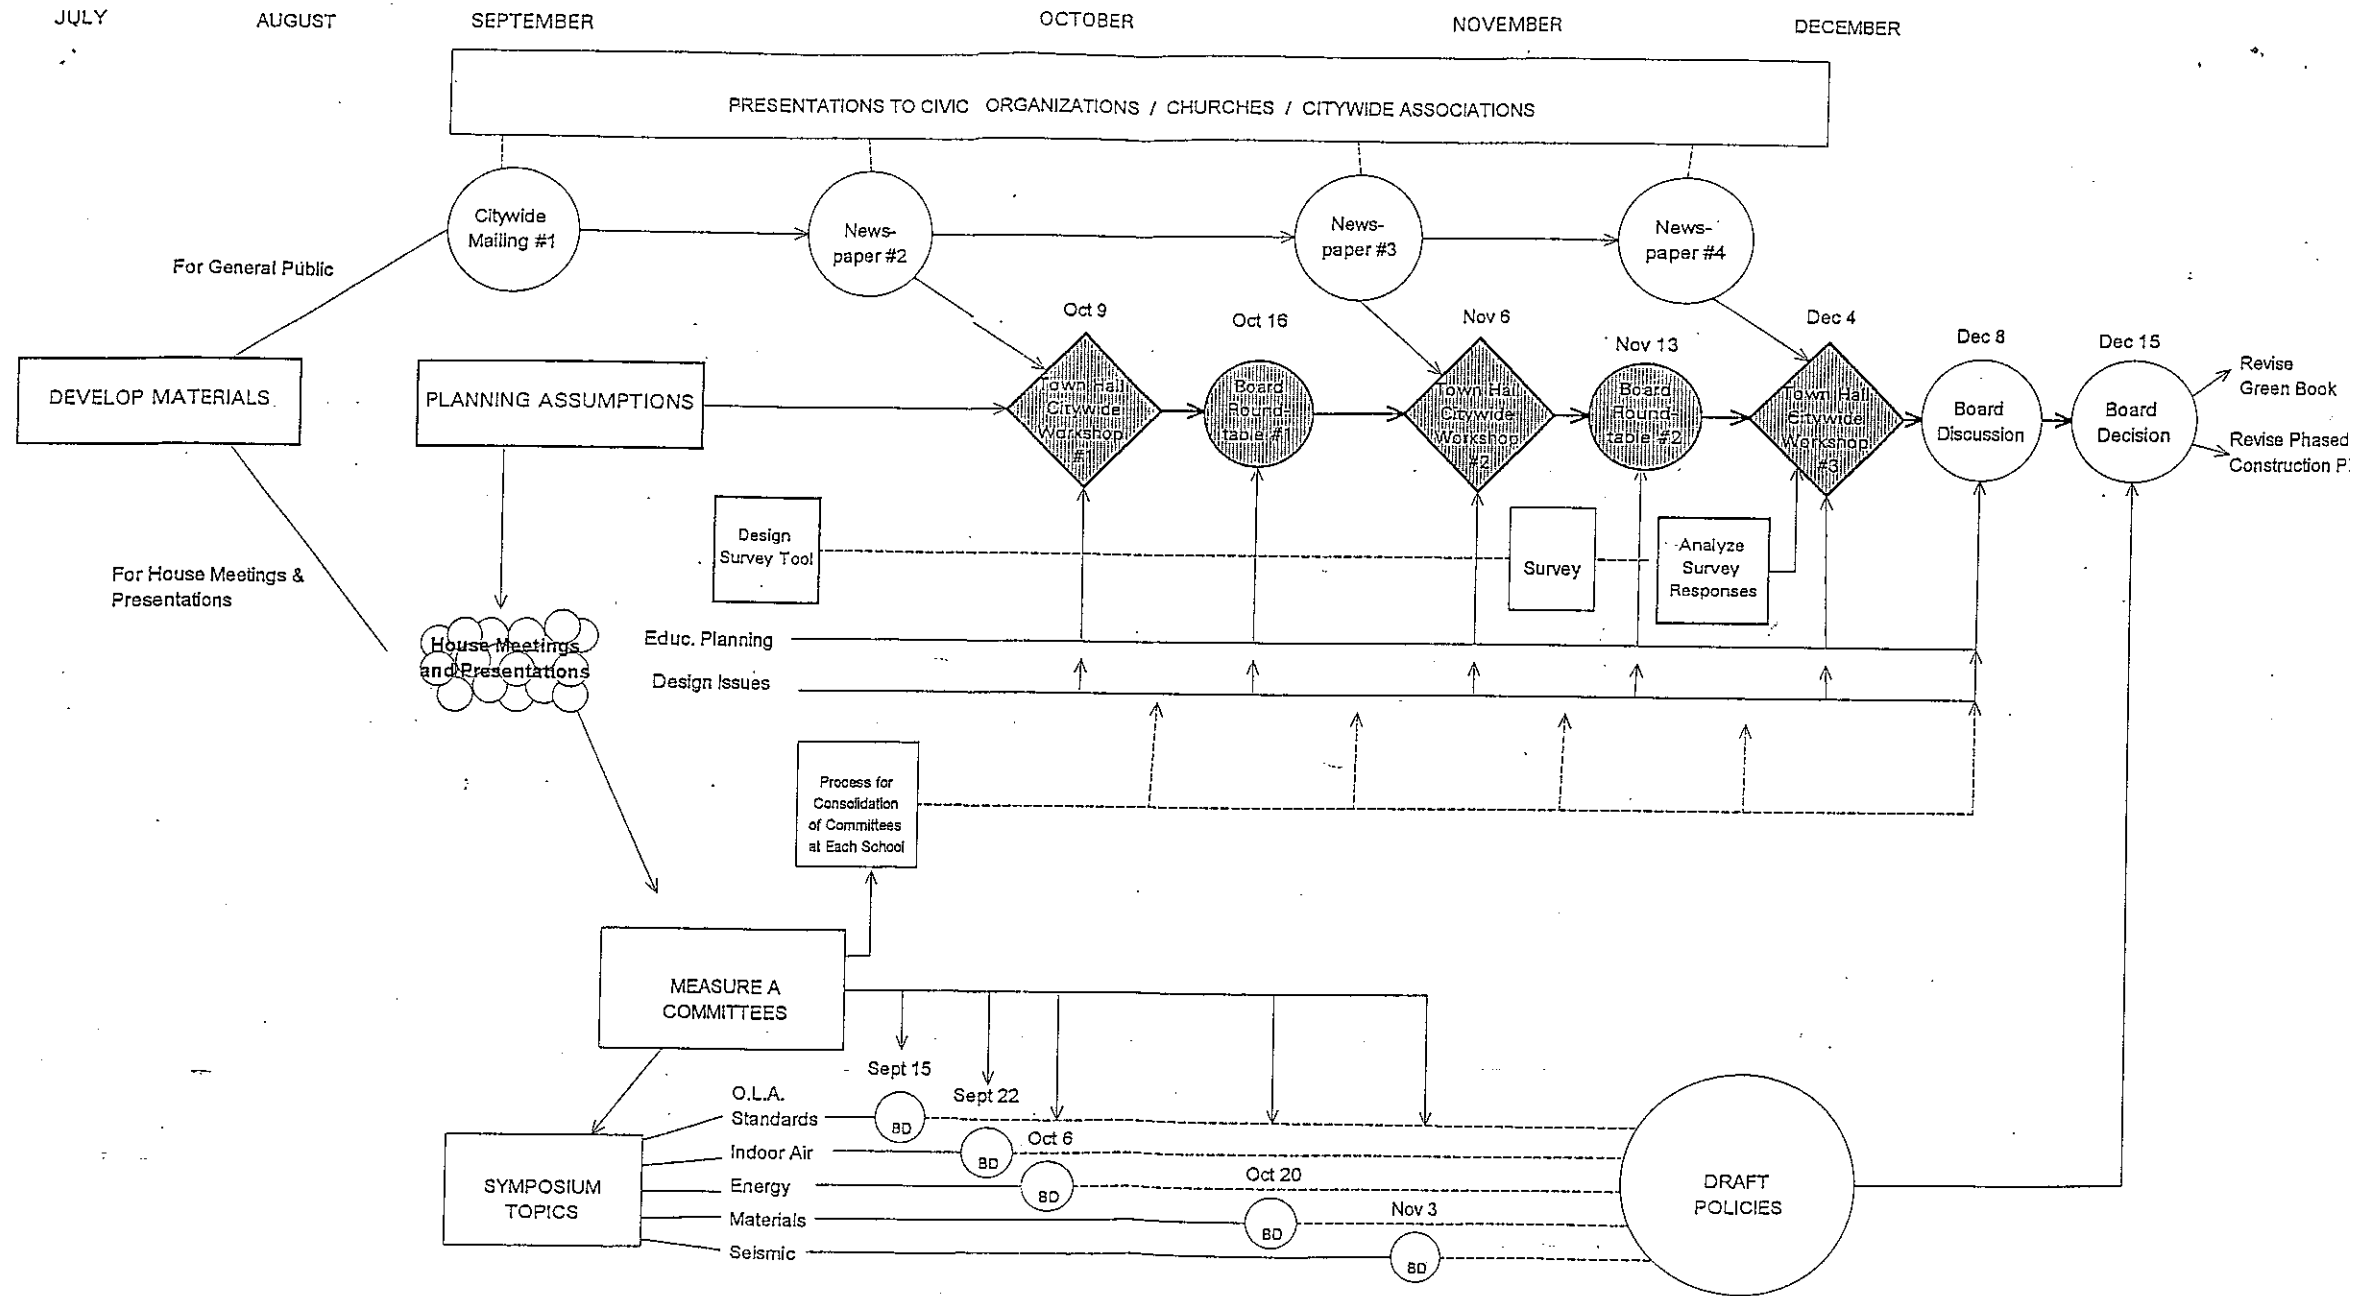 JULY
AUGUST
SEPTEMBER
OCTOBER
NOVEMBER
DECEMBER
PRESENTATIONS TO CIVIC ORGANIZATIONS / CHURCHES / CITYWIDE ASSOCIATIONS
Citywide
Mailing #1
News-
paper #2
News-
paper #3
News-
paper #4
For General Public
Oct 9
Oct 16
Nov 6
Nov 13
Dec 4
Dec 8
Dec 15
DEVELOP MATERIALS
PLANNING ASSUMPTIONS
Town Hall
Citywide
Workshop
#1
Board
Round-
table #1
Town Hall
Citywide
Workshop
#2
Board
Round-
table #2
Town Hall
Citywide
Workshop
#3
Board
Discussion
Board
Decision
Revise
Green Book
Revise Phased
Construction
Design
Survey Tool
Survey
Analyze
Survey
Responses
For House Meetings &
Presentations
House Meetings
and Presentations
Educ. Planning
Design Issues
Process for
Consolidation
of Committees
at Each School
MEASURE A
COMMITTEES
Sept 15
Sept 22
Oct 6
Oct 20
Nov 3
SYMPOSIUM
TOPICS
O.L.A.
Standards
BD
Indoor Air
BD
Energy
BD
Materials
BD
Seismic
BD
DRAFT
POLICIES